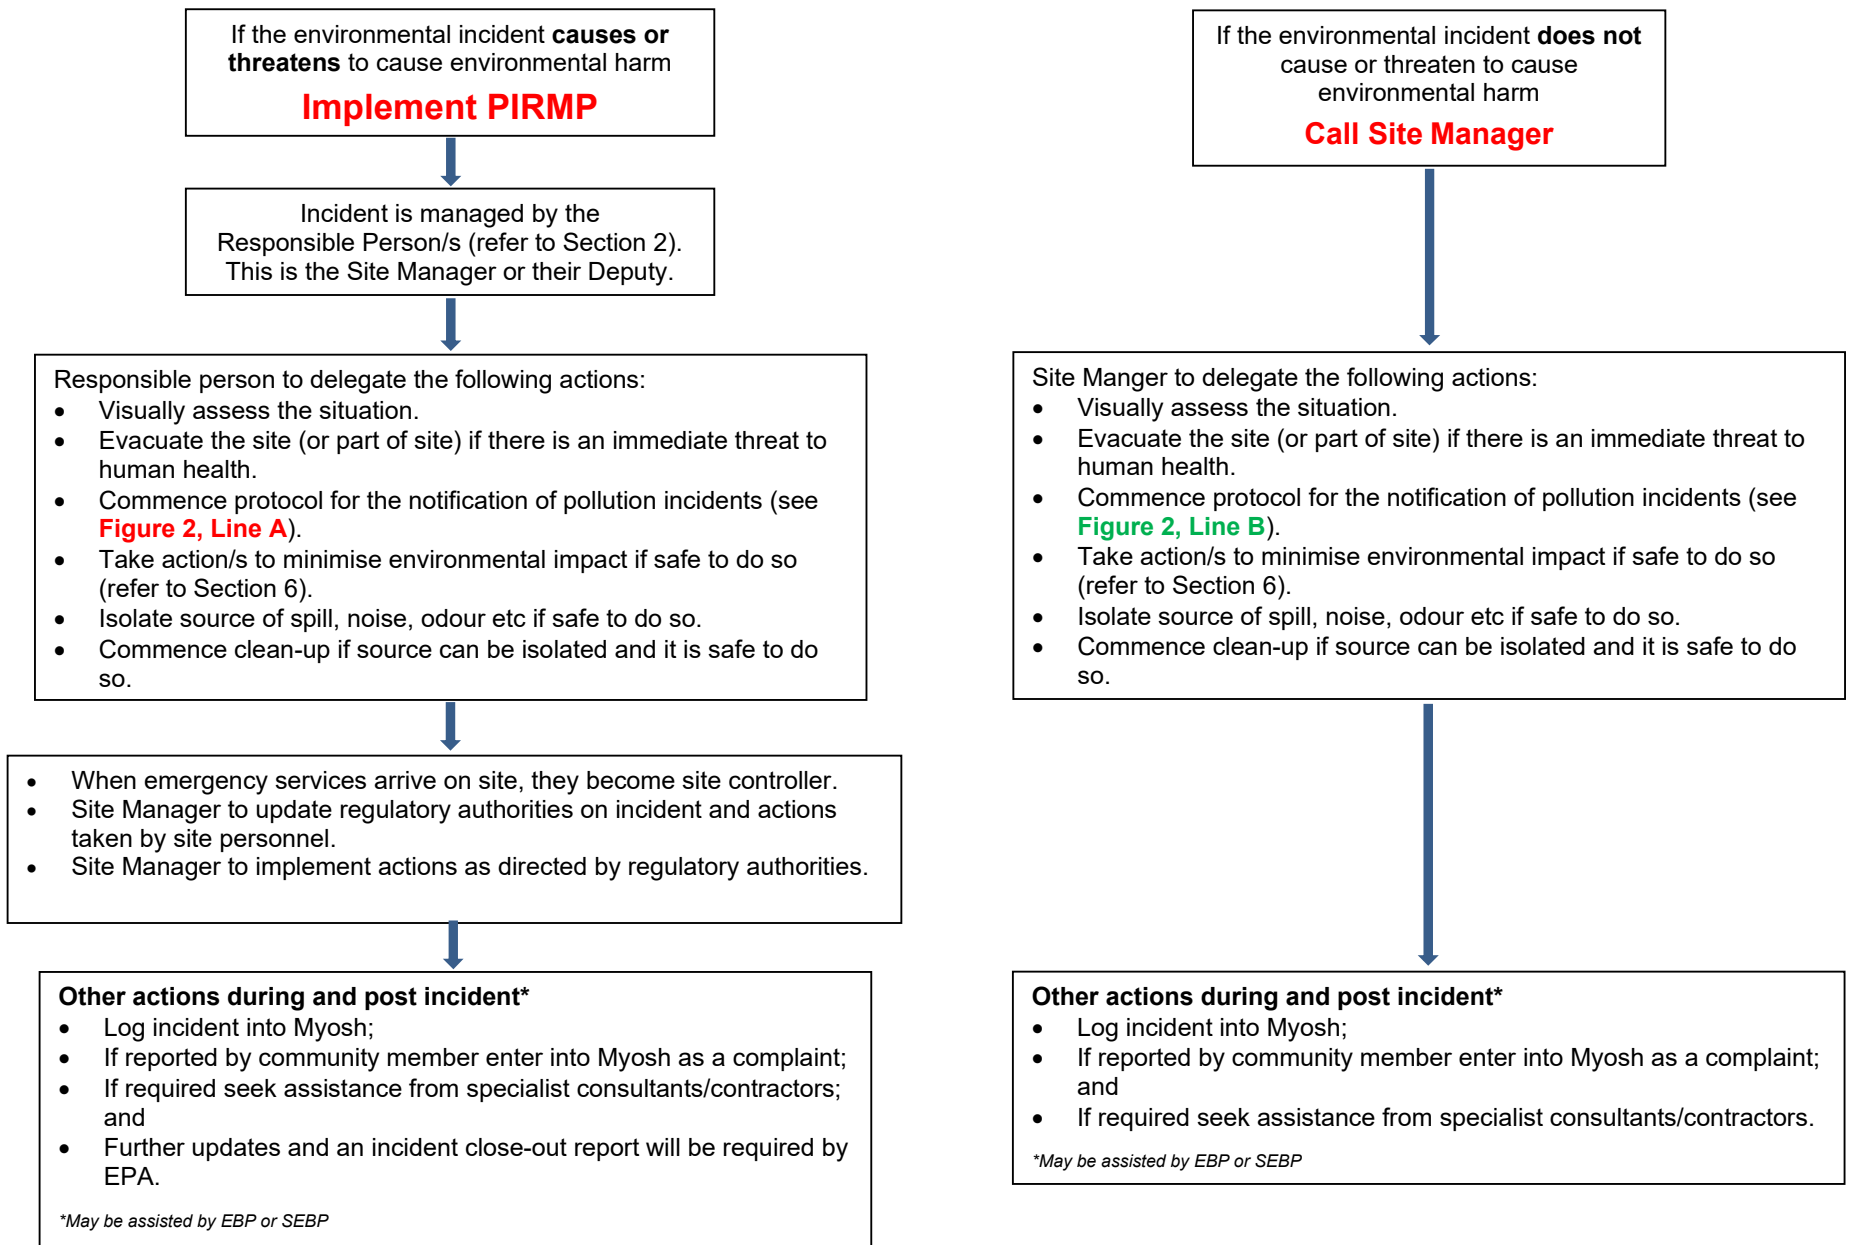 If the environmental incident causes or
threatens to cause environmental harm
Implement PIRMP
Incident is managed by the
Responsible Person/s (refer to Section 2).
This is the Site Manager or their Deputy.
Responsible person to delegate the following actions:
• Visually assess the situation.
• Evacuate the site (or part of site) if there is an immediate threat to
human health.
• Commence protocol for the notification of pollution incidents (see
Figure 2, Line A).
• Take action/s to minimise environmental impact if safe to do so
(refer to Section 6).
• Isolate source of spill, noise, odour etc if safe to do so.
• Commence clean-up if source can be isolated and it is safe to do
so.
• When emergency services arrive on site, they become site controller.
• Site Manager to update regulatory authorities on incident and actions
taken by site personnel.
• Site Manager to implement actions as directed by regulatory authorities.
Other actions during and post incident*
• Log incident into Myosh;
• If reported by community member enter into Myosh as a complaint;
• If required seek assistance from specialist consultants/contractors;
and
• Further updates and an incident close-out report will be required by
EPA.
*May be assisted by EBP or SEBP
If the environmental incident does not
cause or threaten to cause
environmental harm
Call Site Manager
Site Manger to delegate the following actions:
• Visually assess the situation.
• Evacuate the site (or part of site) if there is an immediate threat to
human health.
• Commence protocol for the notification of pollution incidents (see
Figure 2, Line B).
• Take action/s to minimise environmental impact if safe to do so
(refer to Section 6).
• Isolate source of spill, noise, odour etc if safe to do so.
• Commence clean-up if source can be isolated and it is safe to do
so.
Other actions during and post incident*
• Log incident into Myosh;
• If reported by community member enter into Myosh as a complaint;
and
• If required seek assistance from specialist consultants/contractors.
*May be assisted by EBP or SEBP